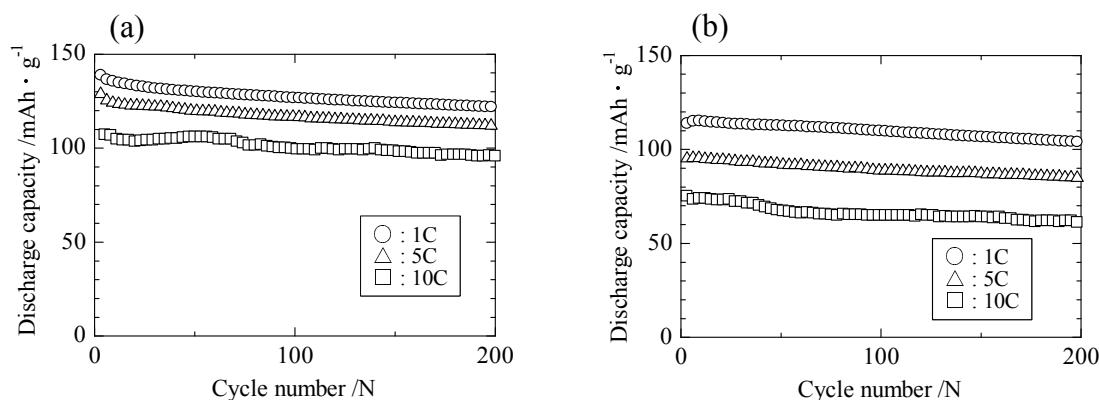 (a)
150
100
50
0
0
100
200
Discharge capacity /mAh・g-1
Cycle number /N
○ : 1C
△ : 5C
□ : 10C
(b)
150
100
50
0
0
100
200
Discharge capacity /mAh・g-1
Cycle number /N
○ : 1C
△ : 5C
□ : 10C